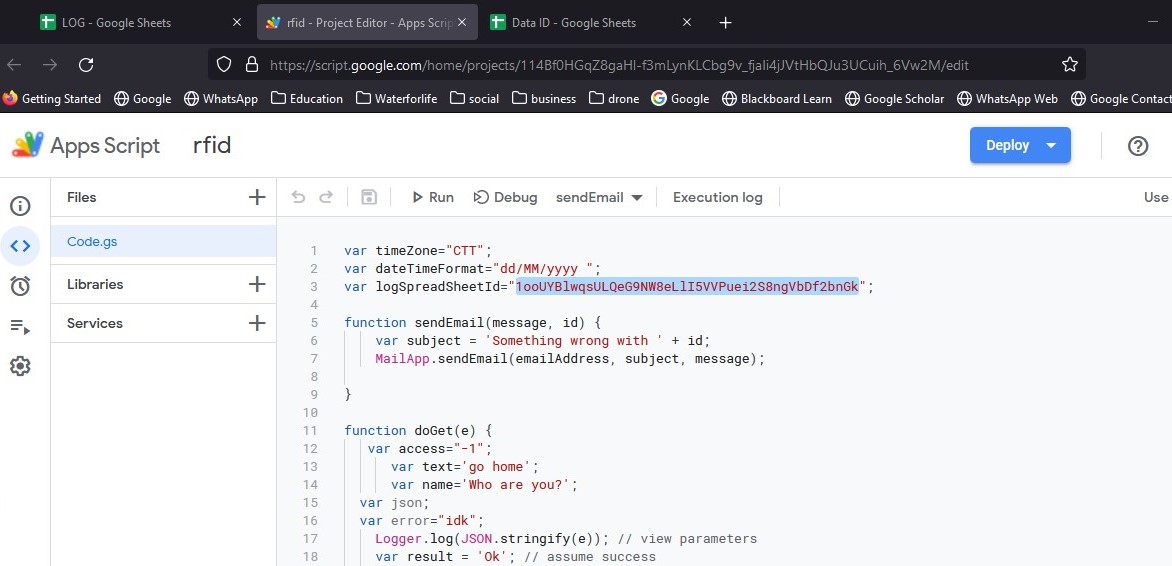 LOG - Google Sheets
rfid - Project Editor - Apps Scrip
Data ID - Google Sheets
https://script.google.com/home/projects/114Bf0HGqZ8gaHI-f3mLynKLCbg9v_fjaIi4jJVtHbQJu3UCuih_6Vw2M/edit
Getting Started Google WhatsApp Education Waterforlife social business drone Google Blackboard Learn Google Scholar WhatsApp Web Google Contact
Apps Script rfid Deploy
Files
Run Debug sendEmail Execution log Use
Code.gs
Libraries
Services
1 var timeZone="CTT";
2 var dateTimeFormat="dd/MM/yyyy ";
3 var logSpreadSheetId="1ooUYBlwqsULQeG9NW8eLlI5VVPuei2S8ngVbDf2bnGk";
4
5 function sendEmail(message, id) {
6 var subject = 'Something wrong with ' + id;
7 MailApp.sendEmail(emailAddress, subject, message);
8
9 }
10
11 function doGet(e) {
12 var access="-1";
13 var text='go home';
14 var name='Who are you?';
15 var json;
16 var error="idk";
17 Logger.log(JSON.stringify(e)); // view parameters
18 var result = 'Ok'; // assume success